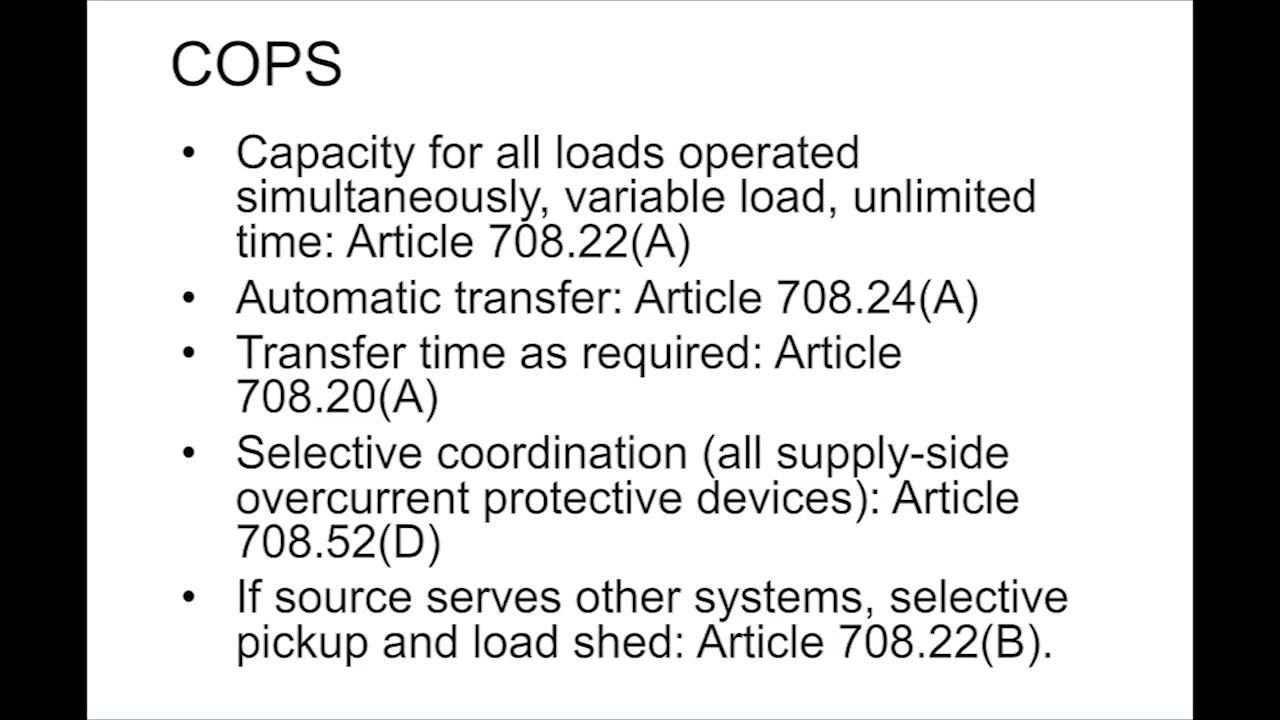 COPS
• Capacity for all loads operated
simultaneously, variable load, unlimited
time: Article 708.22(A)
• Automatic transfer: Article 708.24(A)
• Transfer time as required: Article
708.20(A)
• Selective coordination (all supply-side
overcurrent protective devices): Article
708.52(D)
• If source serves other systems, selective
pickup and load shed: Article 708.22(B).